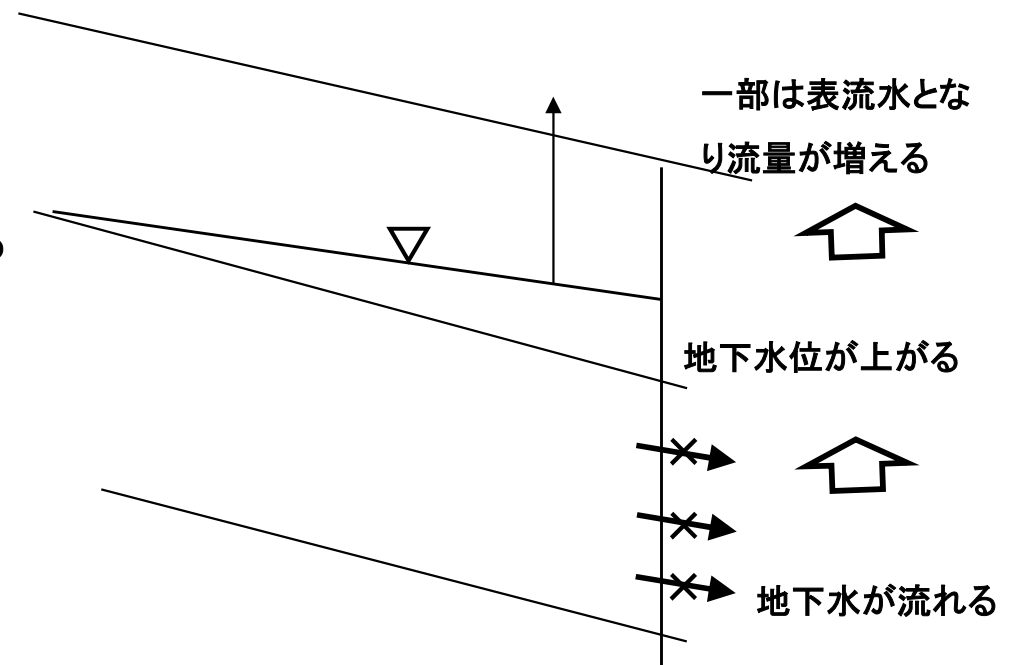 一部は表流水とな
り流量が増える
地下水位が上がる
地下水が流れる